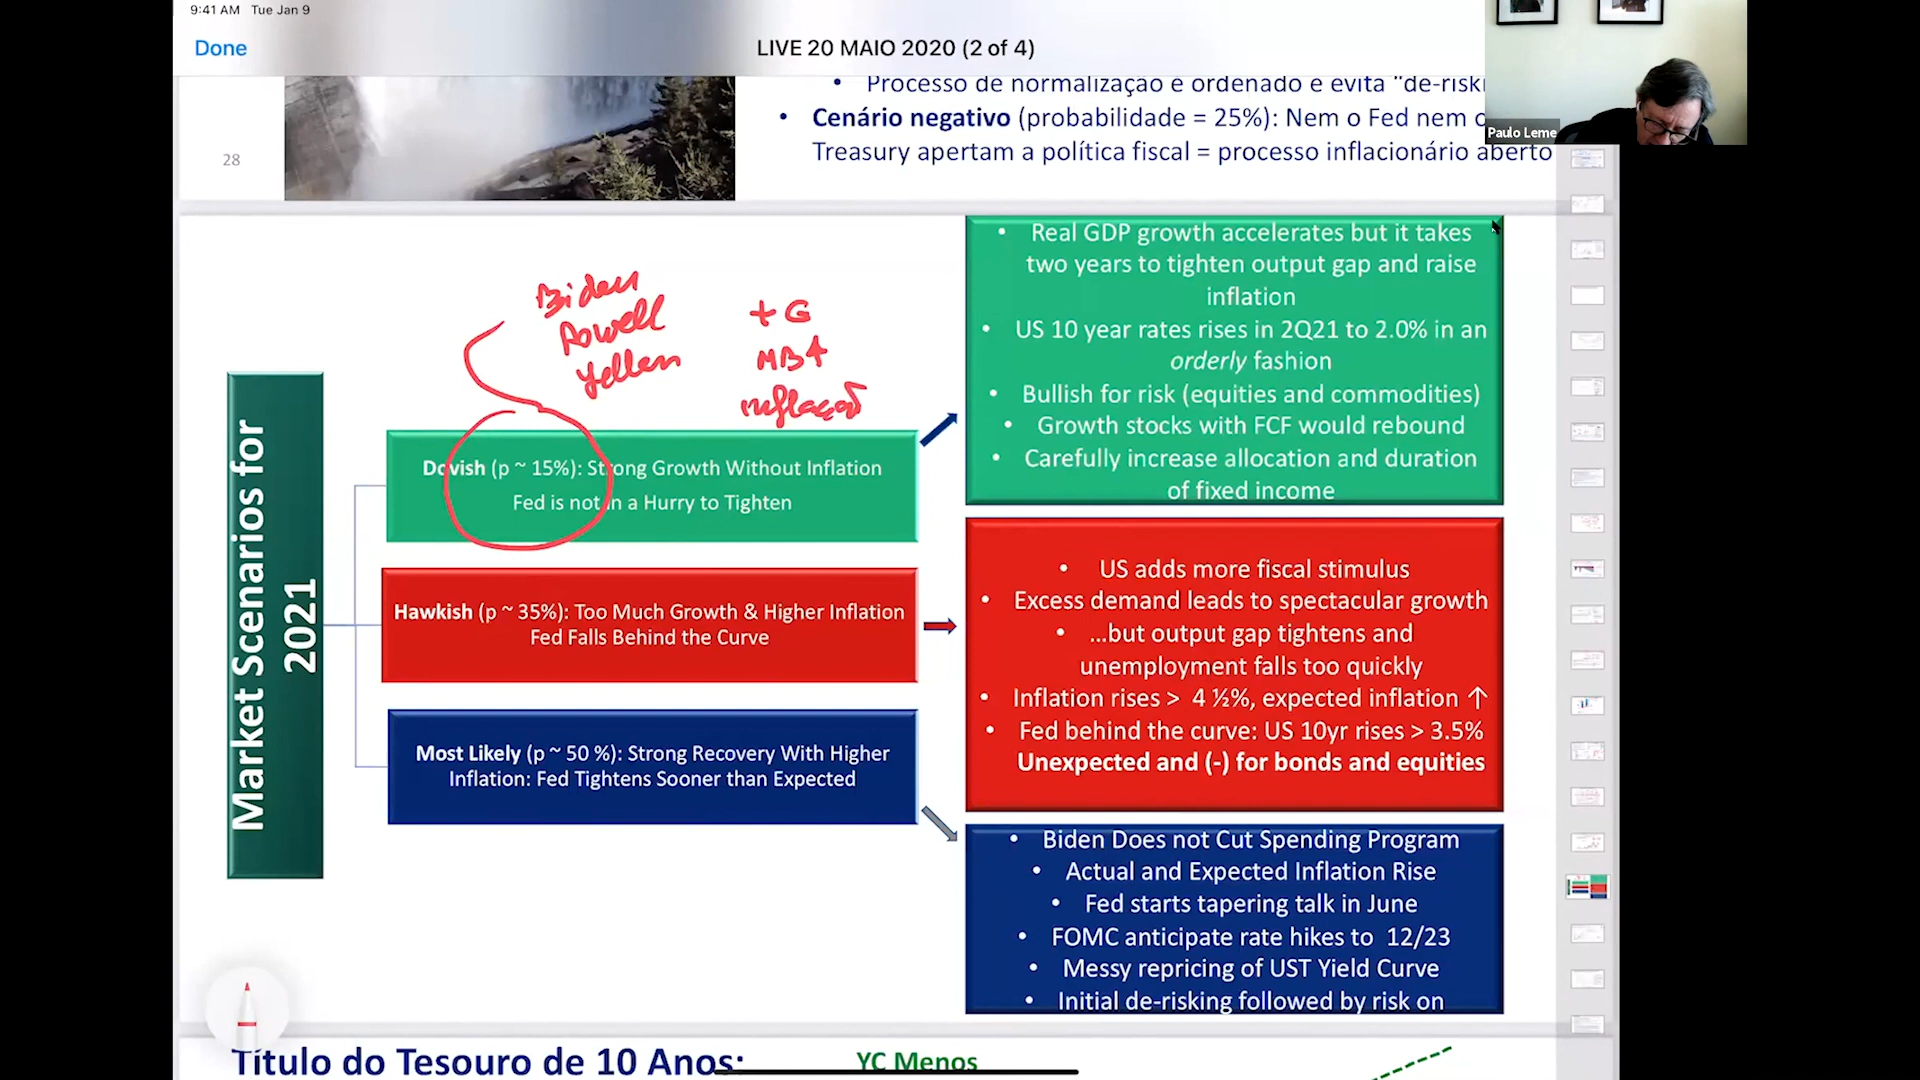 9:41 AM Tue Jan 9
Done
LIVE 20 MAIO 2020 (2 of 4)
• Processo de normalização é ordenado e evita "de-riski
• Cenário negativo (probabilidade = 25%): Nem o Fed nem o
Treasury apertam a política fiscal = processo inflacionário aberto
28
Paulo Leme
Biden
Powell
Yellen
+ G
MB↑
inflação
Market Scenarios for
2021
Dovish (p ~ 15%): Strong Growth Without Inflation
Fed is not in a Hurry to Tighten
Hawkish (p ~ 35%): Too Much Growth & Higher Inflation
Fed Falls Behind the Curve
Most Likely (p ~ 50 %): Strong Recovery With Higher
Inflation: Fed Tightens Sooner than Expected
• Real GDP growth accelerates but it takes
two years to tighten output gap and raise
inflation
• US 10 year rates rises in 2Q21 to 2.0% in an
orderly fashion
• Bullish for risk (equities and commodities)
• Growth stocks with FCF would rebound
• Carefully increase allocation and duration
of fixed income
• US adds more fiscal stimulus
• Excess demand leads to spectacular growth
• ...but output gap tightens and
unemployment falls too quickly
• Inflation rises > 4 ½%, expected inflation ↑
• Fed behind the curve: US 10yr rises > 3.5%
Unexpected and (-) for bonds and equities
• Biden Does not Cut Spending Program
• Actual and Expected Inflation Rise
• Fed starts tapering talk in June
• FOMC anticipate rate hikes to 12/23
• Messy repricing of UST Yield Curve
• Initial de-risking followed by risk on
Título do Tesouro de 10 Anos:
YC Menos